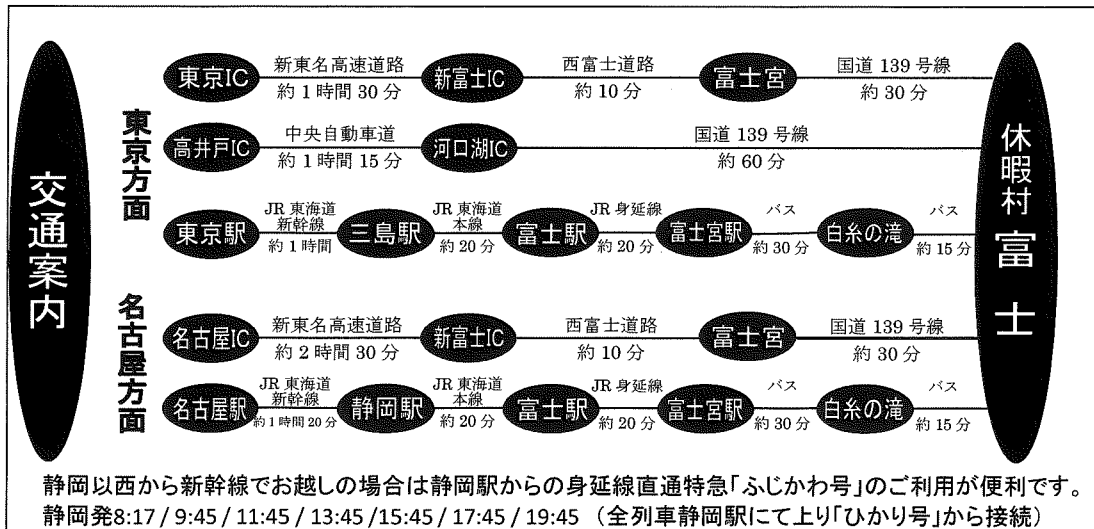 交通案内
東京方面
東京IC 新東名高速道路 約1時間30分 新富士IC 西富士道路 約10分 富士宮 国道139号線 約30分
高井戸IC 中央自動車道 約1時間15分 河口湖IC 国道139号線 約60分
東京駅 JR東海道新幹線 約1時間 三島駅 JR東海道本線 約20分 富士駅 JR身延線 約20分 富士宮駅 バス 約30分 白糸の滝 バス 約15分
名古屋方面
名古屋IC 新東名高速道路 約2時間30分 新富士IC 西富士道路 約10分 富士宮 国道139号線 約30分
名古屋駅 JR東海道新幹線 約1時間20分 静岡駅 JR東海道本線 約20分 富士駅 JR身延線 約20分 富士宮駅 バス 約30分 白糸の滝 バス 約15分
休暇村富士
静岡以西から新幹線でお越しの場合は静岡駅からの身延線直通特急「ふじかわ号」のご利用が便利です。
静岡発8:17 / 9:45 / 11:45 / 13:45 /15:45 / 17:45 / 19:45 (全列車静岡駅にて上り「ひかり号」から接続)